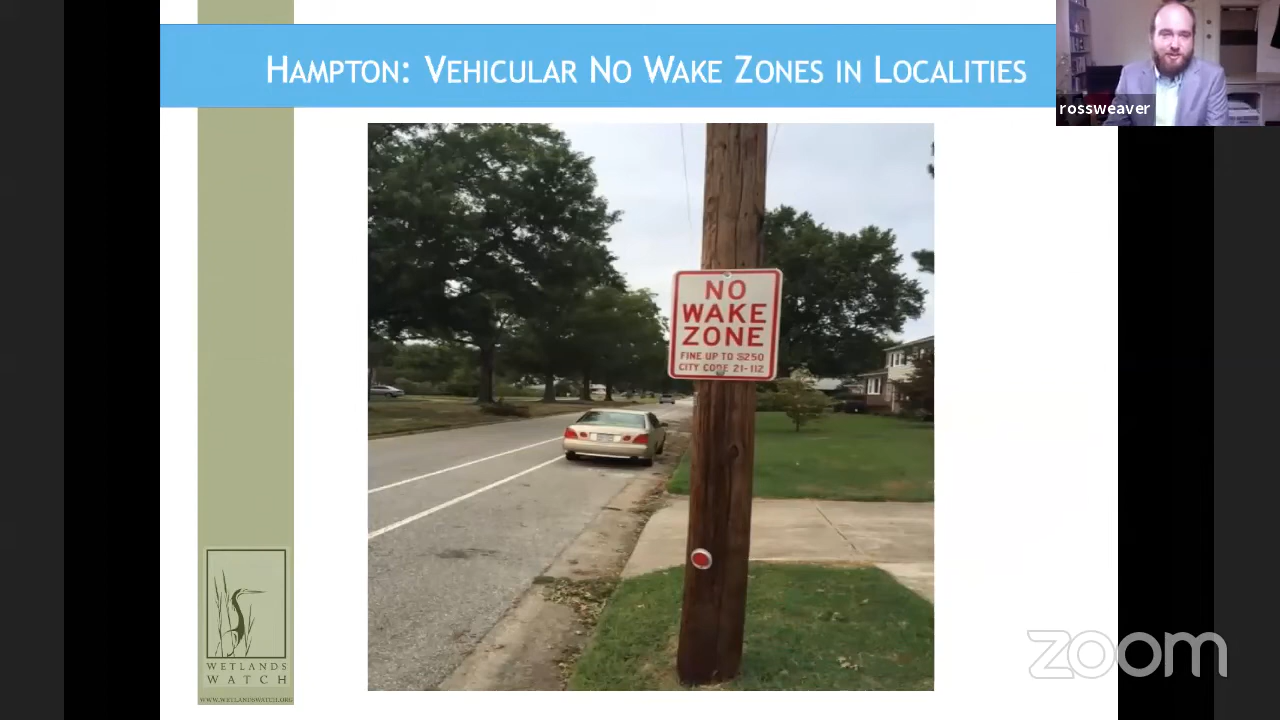 HAMPTON: VEHICULAR NO WAKE ZONES IN LOCALITIES
rossweaver
NO
WAKE
ZONE
FINE UP TO $250
CITY CODE 21-112
WETLANDS
WATCH
WWW.WETLANDSWATCH.ORG
zoom